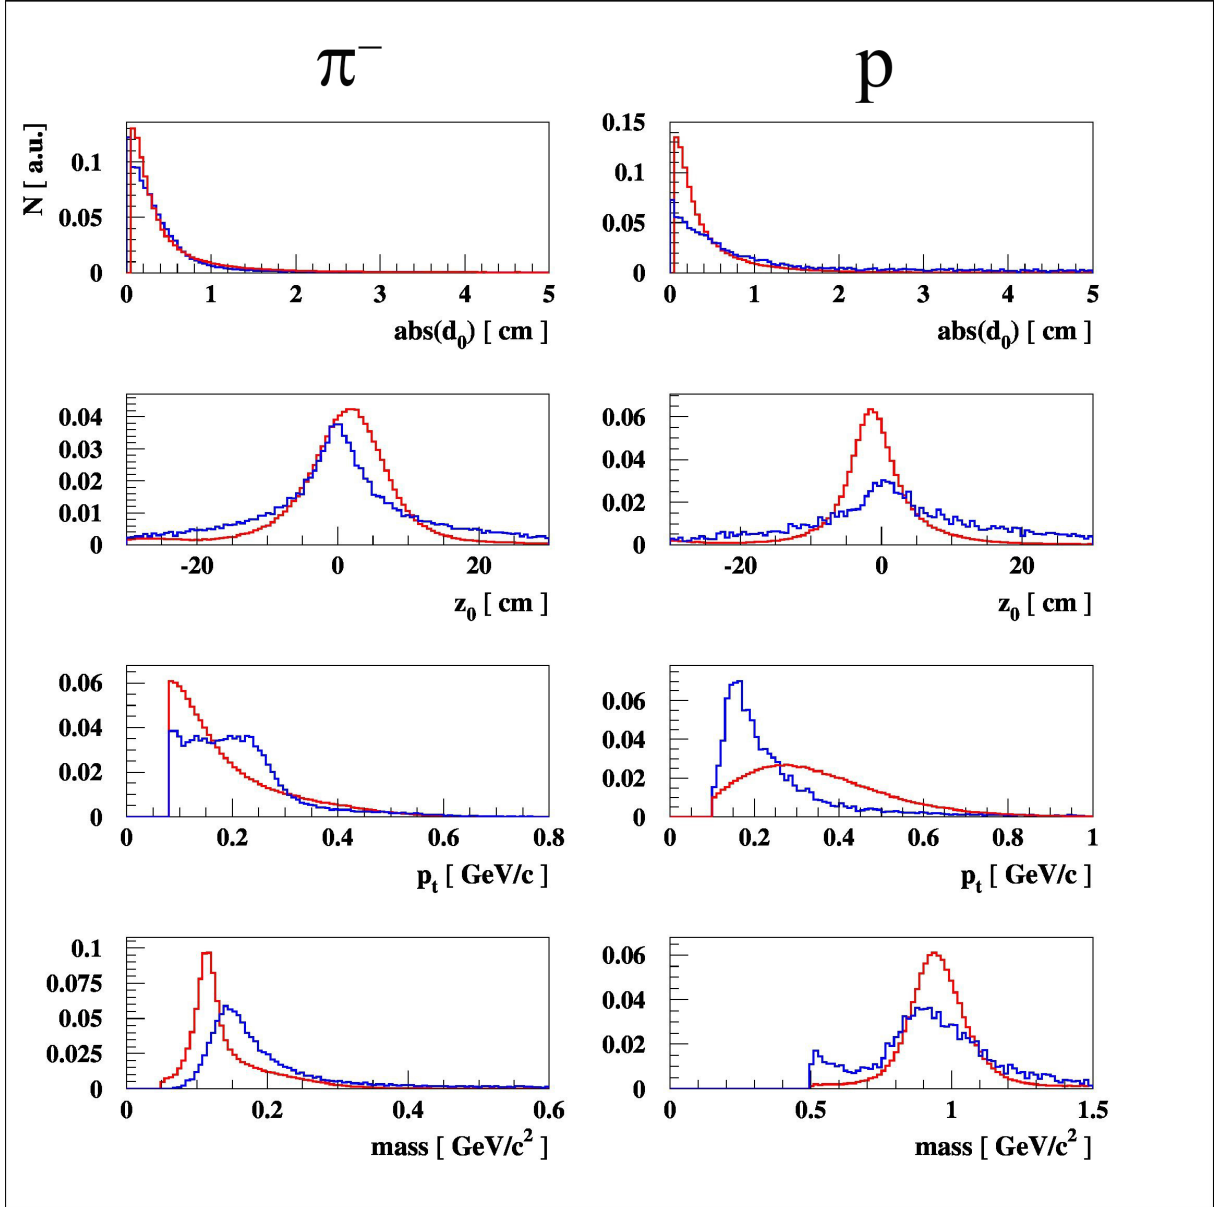 π⁻ p
N [ a.u.]
0.1
0.05
0
0 1 2 3 4 5
abs(d₀) [ cm ]
0.15
0.1
0.05
0
0 1 2 3 4 5
abs(d₀) [ cm ]
0.04
0.03
0.02
0.01
0
-20 0 20
z₀ [ cm ]
0.06
0.04
0.02
0
-20 0 20
z₀ [ cm ]
0.06
0.04
0.02
0
0 0.2 0.4 0.6 0.8
pₜ [ GeV/c ]
0.06
0.04
0.02
0
0 0.2 0.4 0.6 0.8 1
pₜ [ GeV/c ]
0.1
0.075
0.05
0.025
0
0 0.2 0.4 0.6
mass [ GeV/c² ]
0.06
0.04
0.02
0
0 0.5 1 1.5
mass [ GeV/c² ]